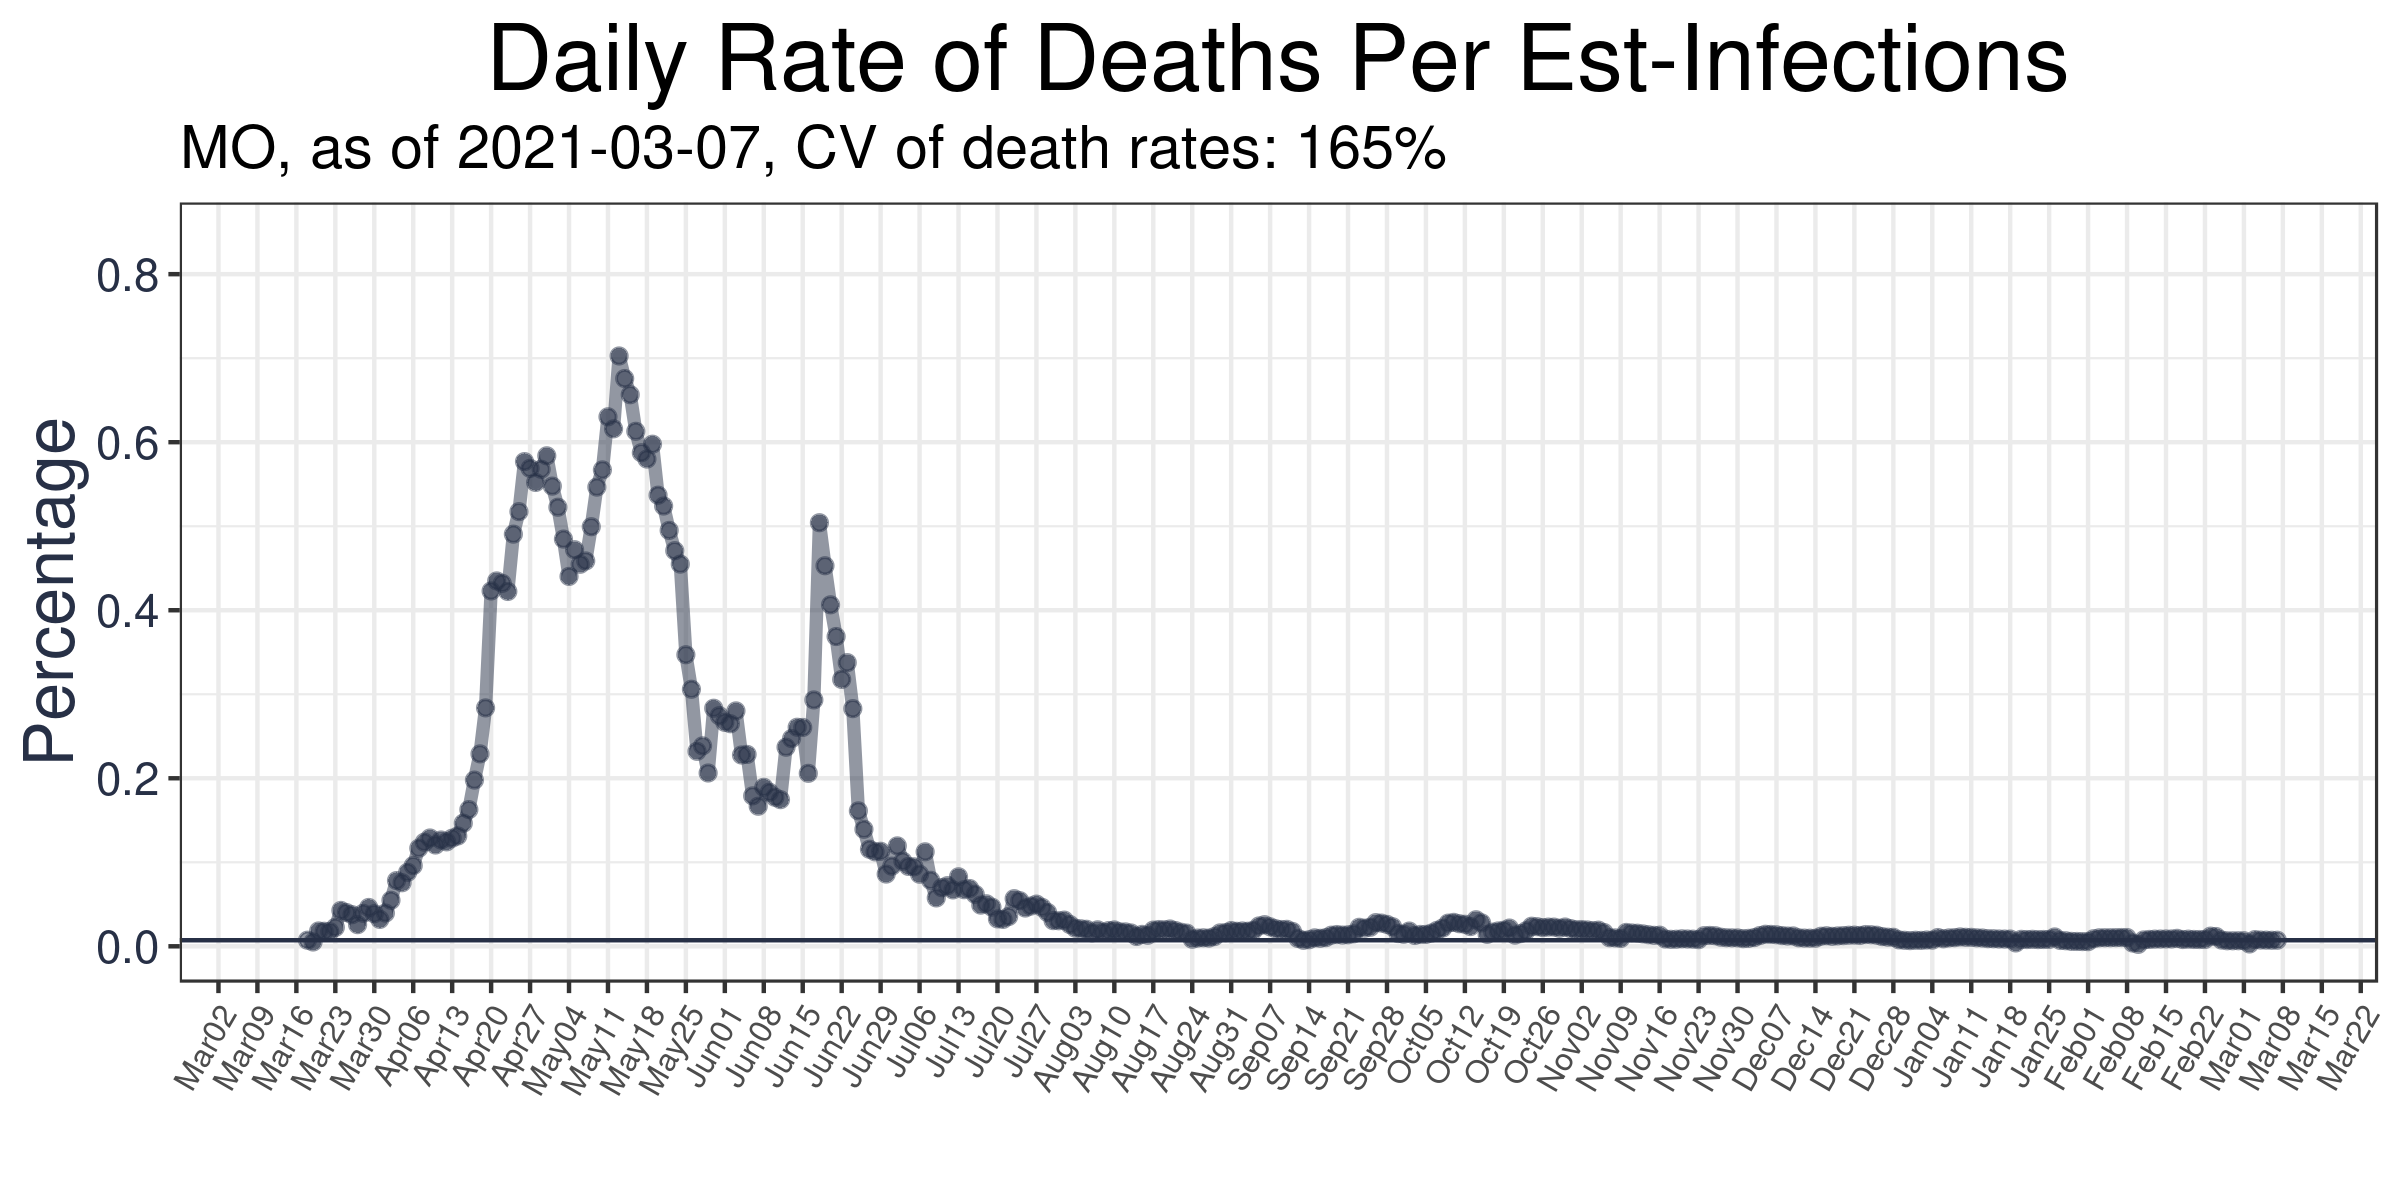 Daily Rate of Deaths Per Est-Infections
MO, as of 2021-03-07, CV of death rates: 165%
Percentage
0.8
0.6
0.4
0.2
0.0
Mar02
Mar09
Mar16
Mar23
Mar30
Apr06
Apr13
Apr20
Apr27
May04
May11
May18
May25
Jun01
Jun08
Jun15
Jun22
Jun29
Jul06
Jul13
Jul20
Jul27
Aug03
Aug10
Aug17
Aug24
Aug31
Sep07
Sep14
Sep21
Sep28
Oct05
Oct12
Oct19
Oct26
Nov02
Nov09
Nov16
Nov23
Nov30
Dec07
Dec14
Dec21
Dec28
Dec04
Jan11
Jan18
Jan25
Feb01
Feb08
Feb15
Feb22
Mar01
Mar08
Mar15
Mar22